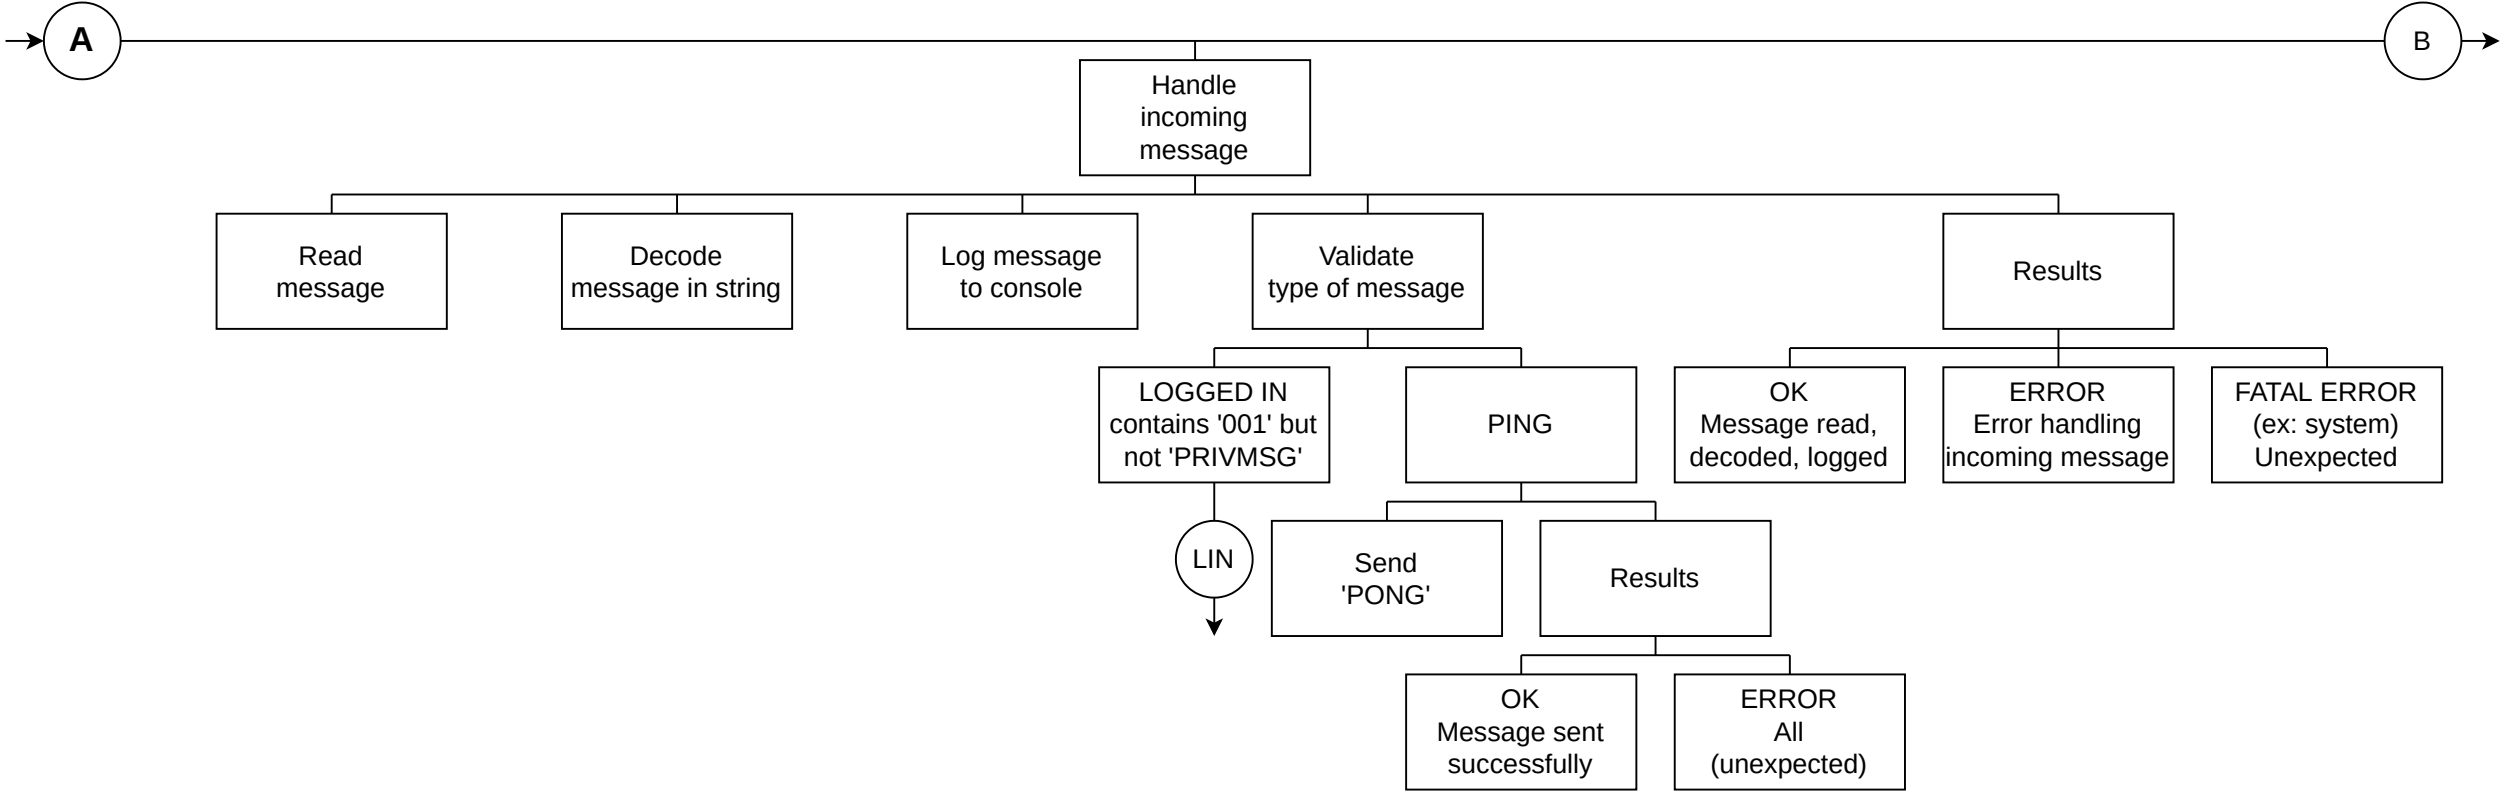 A
B
Handle
incoming
message
Read
message
Decode
message in string
Log message
to console
Validate
type of message
Results
LOGGED IN
contains '001' but
not 'PRIVMSG'
PING
OK
Message read,
decoded, logged
ERROR
Error handling
incoming message
FATAL ERROR
(ex: system)
Unexpected
LIN
Send
'PONG'
Results
OK
Message sent
successfully
ERROR
All
(unexpected)